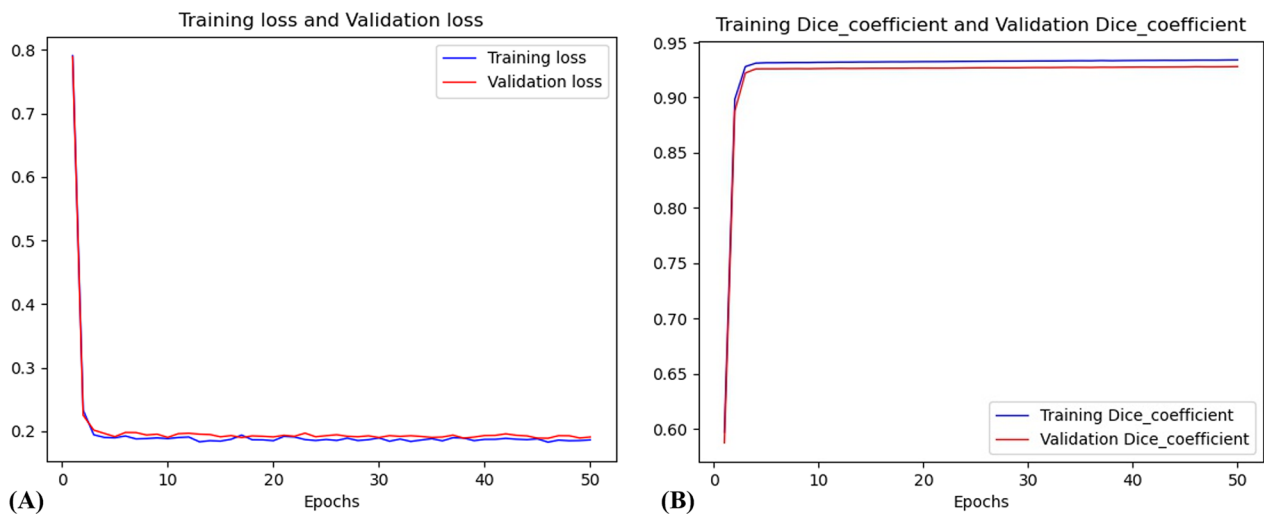 Training loss and Validation loss
0.8
0.7
0.6
0.5
0.4
0.3
0.2
0
10
20
30
40
50
Epochs
Training loss
Validation loss
(A)
Training Dice_coefficient and Validation Dice_coefficient
0.95
0.90
0.85
0.80
0.75
0.70
0.65
0.60
0
10
20
30
40
50
Epochs
Training Dice_coefficient
Validation Dice_coefficient
(B)